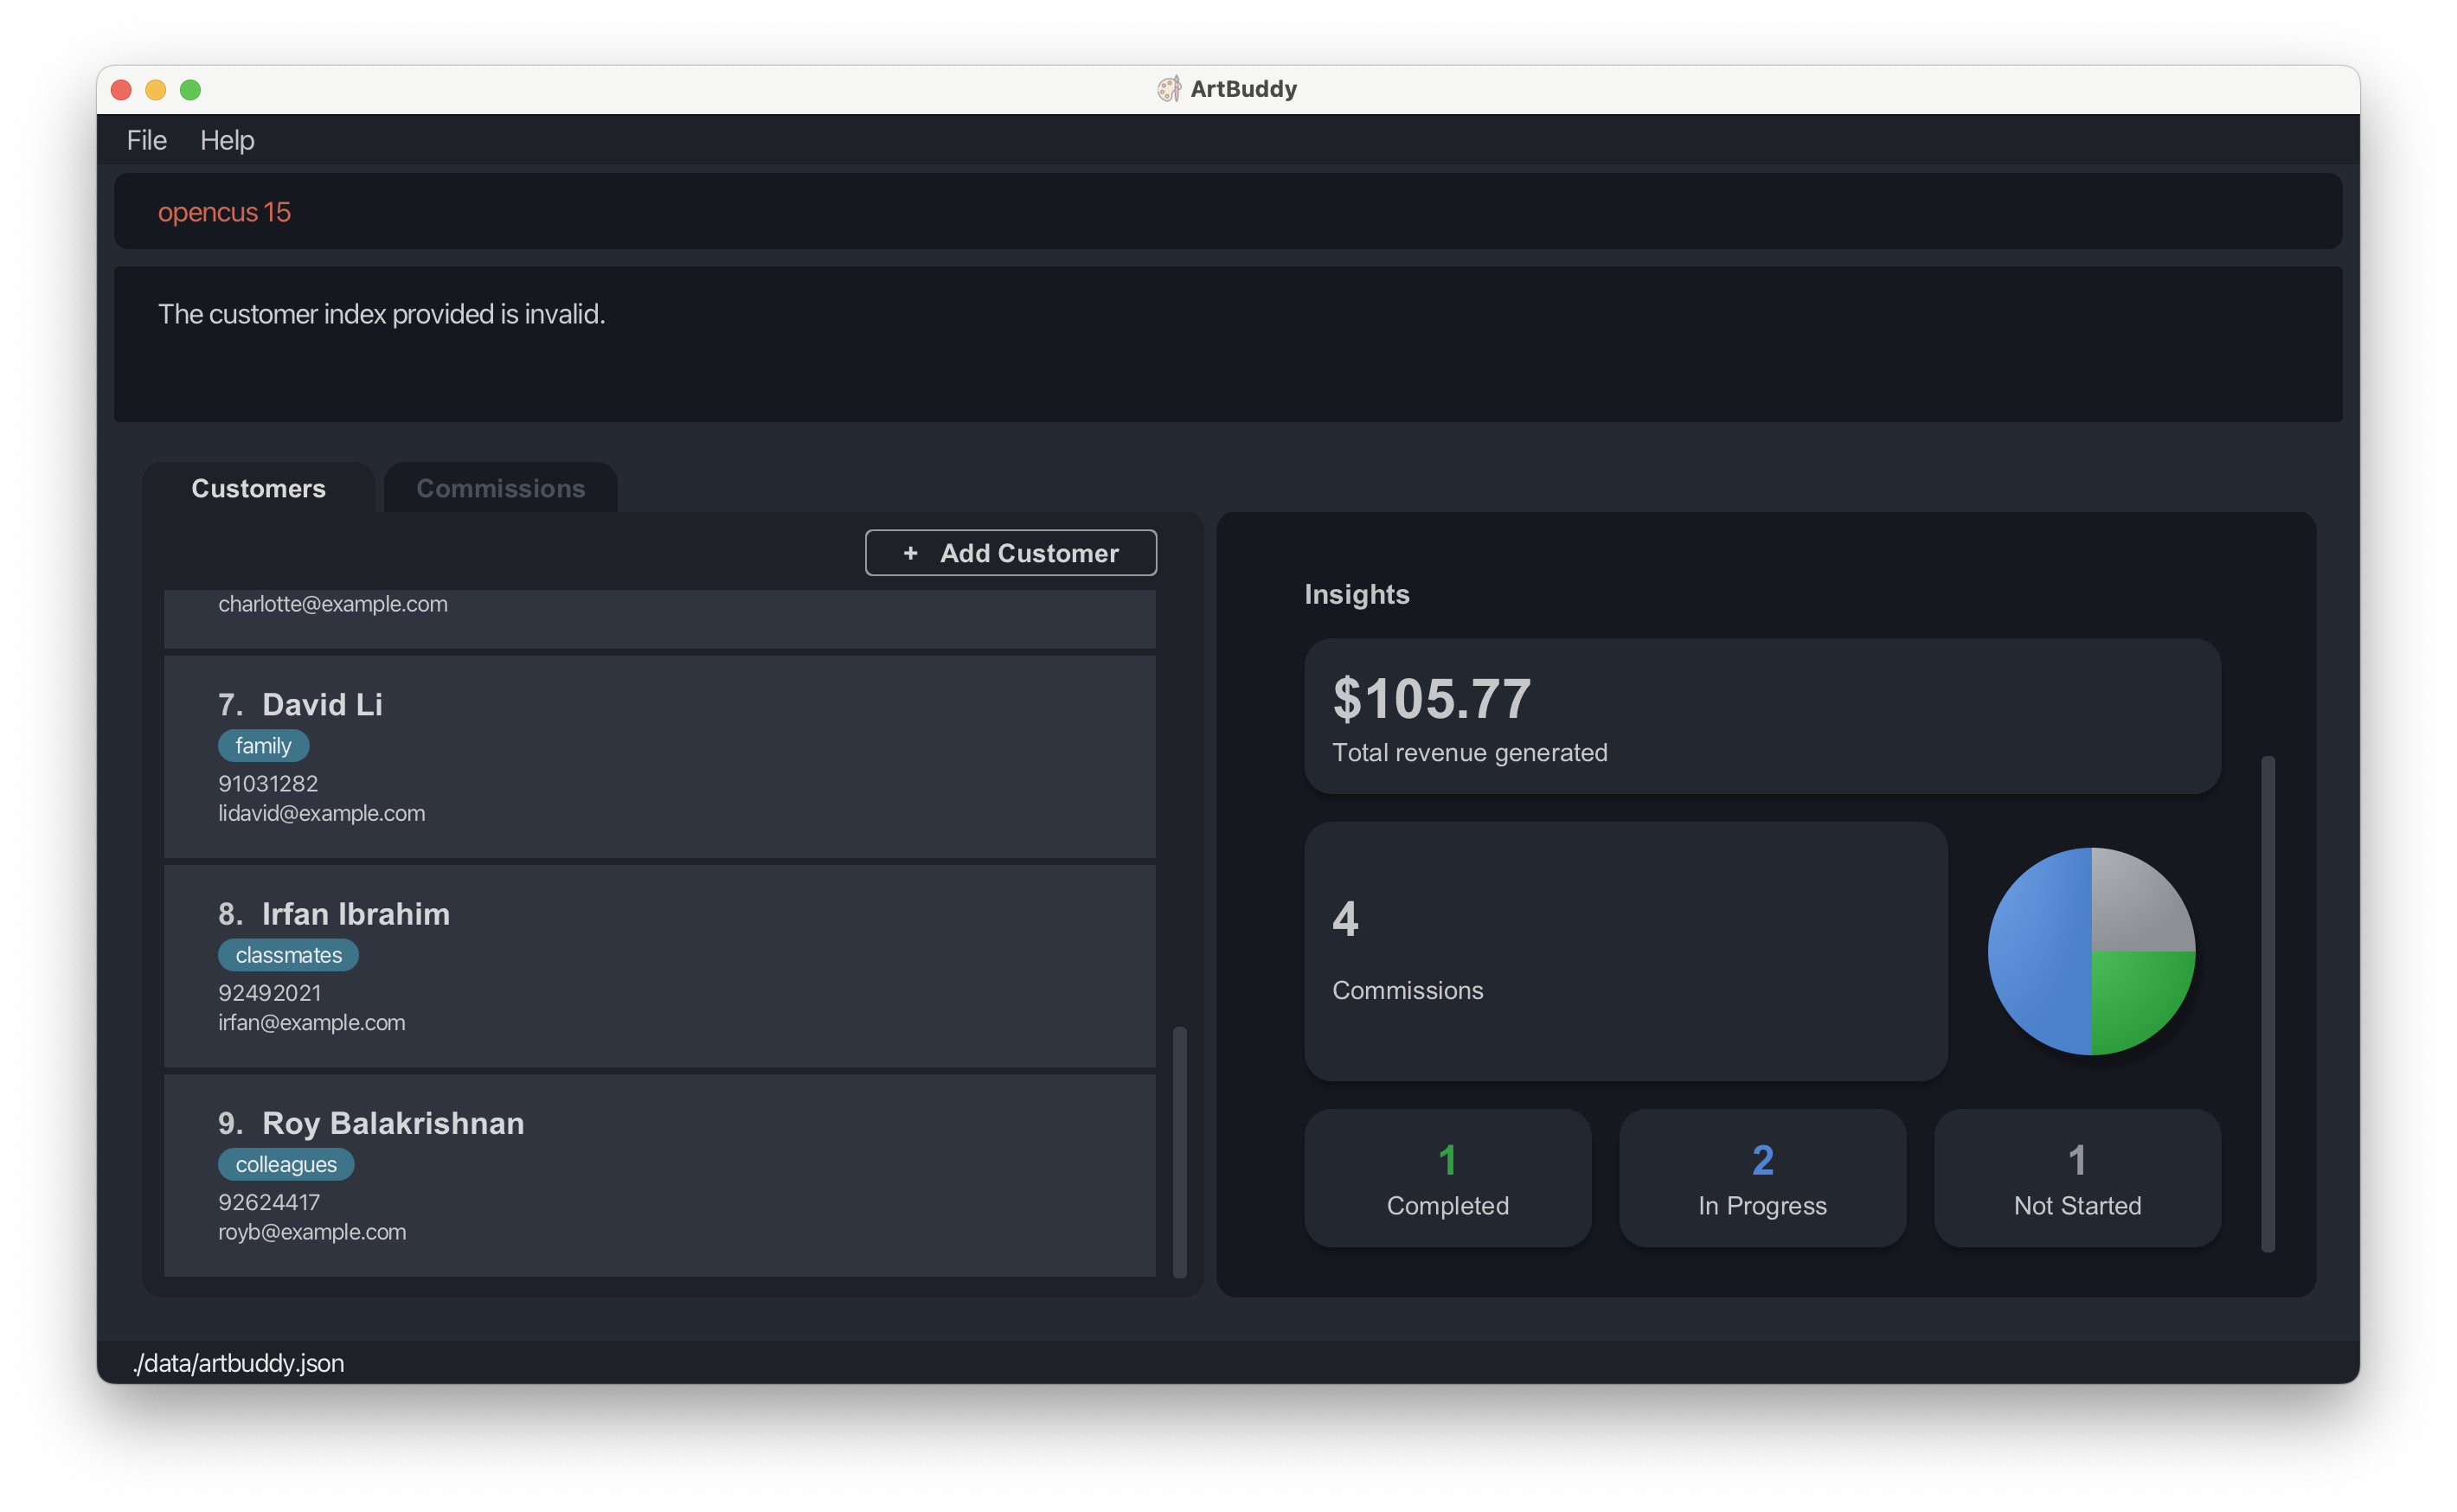 ArtBuddy
File Help
opencus 15
The customer index provided is invalid.
Customers Commissions
+ Add Customer
charlotte@example.com
7. David Li
family
91031282
lidavid@example.com
8. Irfan Ibrahim
classmates
92492021
irfan@example.com
9. Roy Balakrishnan
colleagues
92624417
royb@example.com
Insights
$105.77
Total revenue generated
4
Commissions
1
Completed
2
In Progress
1
Not Started
./data/artbuddy.json